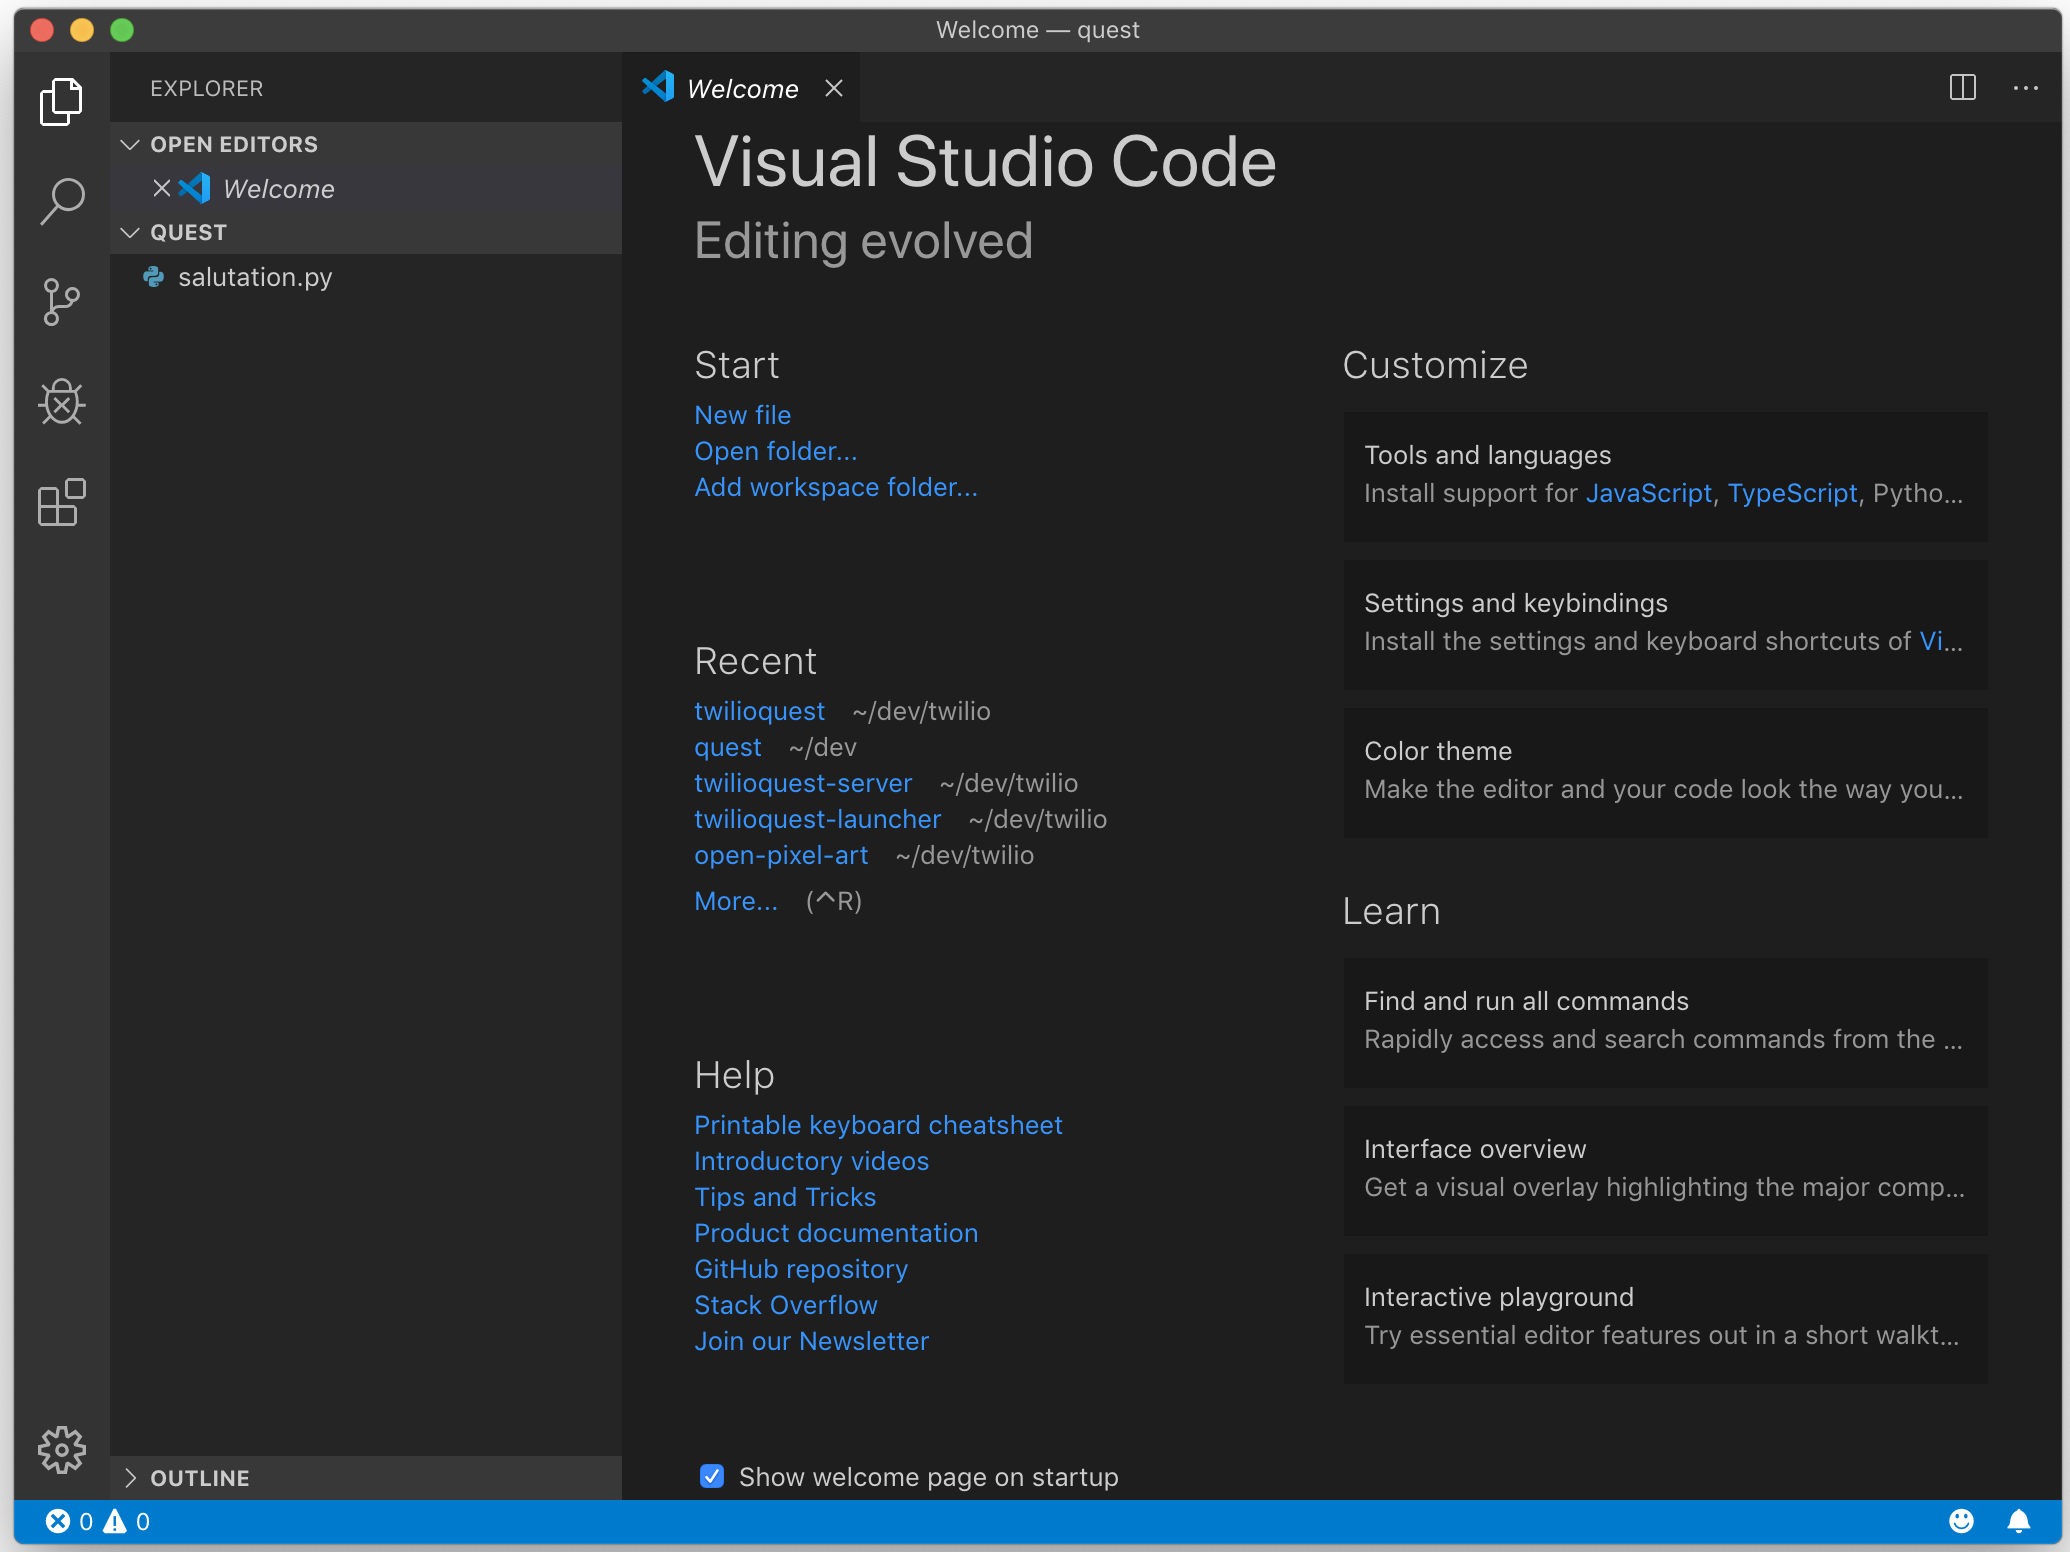 Welcome — quest
EXPLORER
OPEN EDITORS
Welcome
QUEST
salutation.py
OUTLINE
Welcome
Visual Studio Code
Editing evolved
Start
New file
Open folder...
Add workspace folder...
Recent
twilioquest ~/dev/twilio
quest ~/dev
twilioquest-server ~/dev/twilio
twilioquest-launcher ~/dev/twilio
open-pixel-art ~/dev/twilio
More... (^R)
Help
Printable keyboard cheatsheet
Introductory videos
Tips and Tricks
Product documentation
GitHub repository
Stack Overflow
Join our Newsletter
Show welcome page on startup
Customize
Tools and languages
Install support for JavaScript, TypeScript, Pytho...
Settings and keybindings
Install the settings and keyboard shortcuts of Vi...
Color theme
Make the editor and your code look the way you...
Learn
Find and run all commands
Rapidly access and search commands from the ...
Interface overview
Get a visual overlay highlighting the major comp...
Interactive playground
Try essential editor features out in a short walkt...
0 0